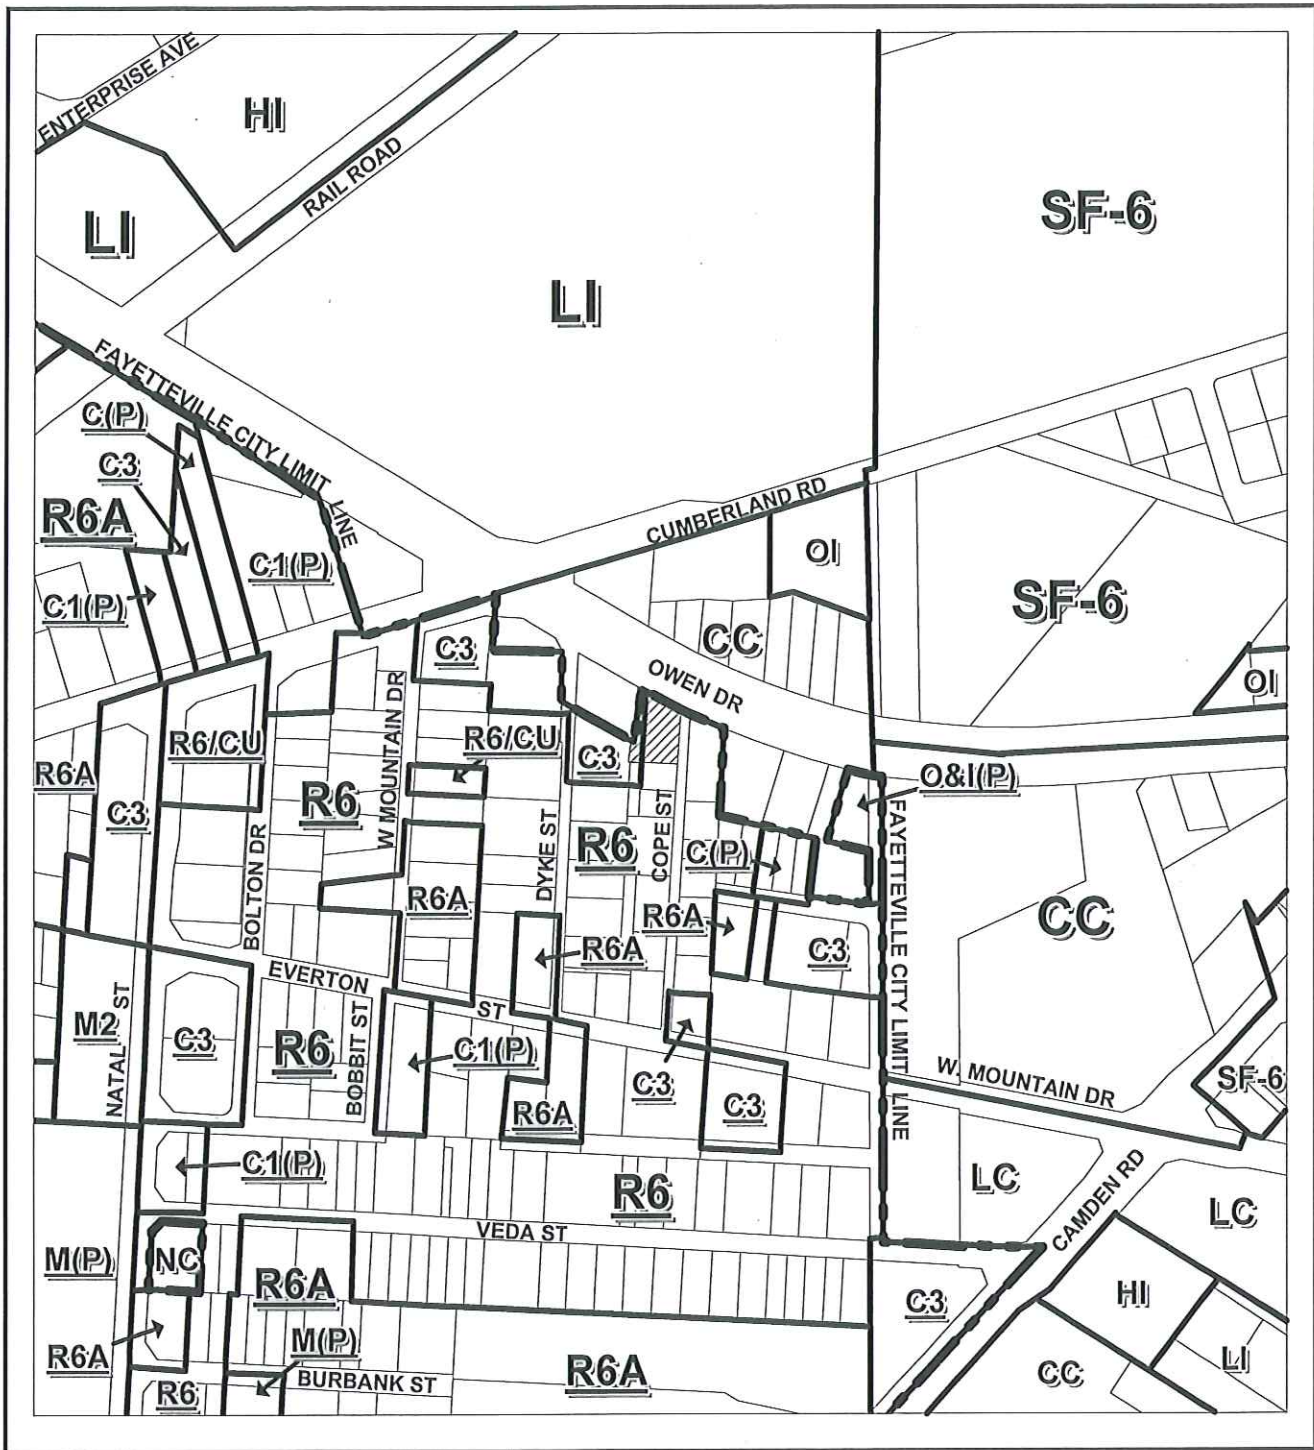 ENTERPRISE AVE
HI
RAIL ROAD
LI
SF-6
LI
FAYETTEVILLE CITY LIMIT LINE
C(P)
C3
R6A
C1(P)
C1(P)
CUMBERLAND RD
OI
SF-6
CC
C3
OWEN DR
OI
R6/CU
W MOUNTAIN DR
R6/CU
C3
R6A
C3
R6
O&I(P)
BOLTON DR
DYKE ST
R6
COPE ST
C(P)
FAYETTEVILLE CITY LIMIT LINE
R6A
R6A
CC
R6A
C3
EVERTON ST
M2
NATAL ST
C3
R6
BOBBIT ST
C1(P)
C3
R6A
C3
W. MOUNTAIN DR
SF-6
C1(P)
R6
LC
CAMDEN RD
LC
VEDA ST
M(P)
NC
R6A
C3
HI
R6A
M(P)
LI
R6
BURBANK ST
R6A
CC